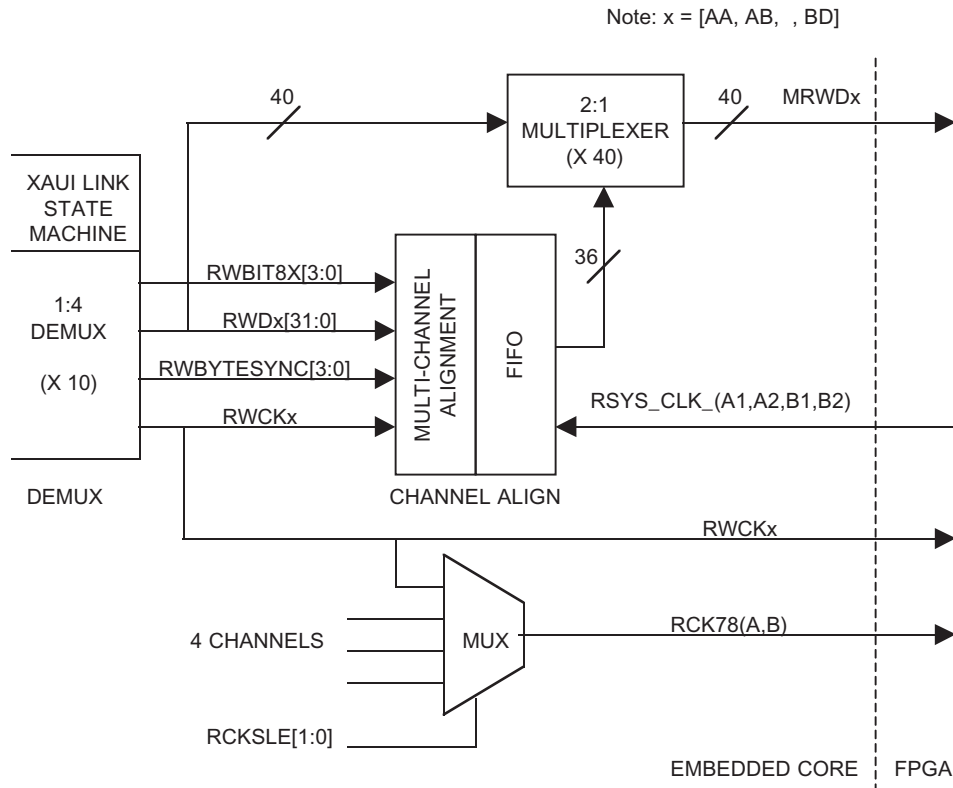 Note: x = [AA, AB, , BD]
40
2:1
MULTIPLEXER
(X 40)
40
MRWDx
XAUI LINK
STATE
MACHINE
36
RWBIT8X[3:0]
1:4
DEMUX
(X 10)
RWDx[31:0]
RWBYTESYNC[3:0]
RWCKx
MULTI-CHANNEL
ALIGNMENT
FIFO
RSYS_CLK_(A1,A2,B1,B2)
DEMUX
CHANNEL ALIGN
RWCKx
4 CHANNELS
MUX
RCK78(A,B)
RCKSLE[1:0]
EMBEDDED CORE
FPGA